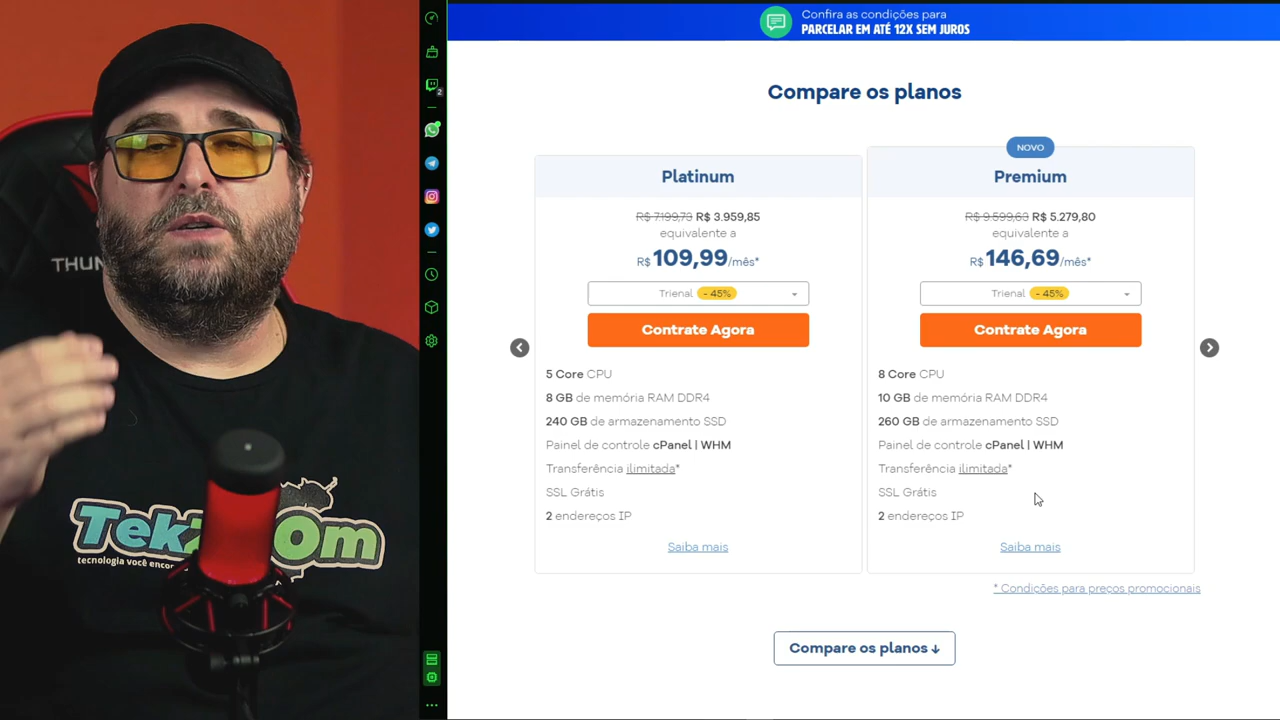 Confira as condições para
PARCELAR EM ATÉ 12X SEM JUROS
Compare os planos
Platinum
R$ 7.199,73 R$ 3.959,85
equivalente a
R$ 109,99/mês*
Trienal - 45%
Contrate Agora
5 Core CPU
8 GB de memória RAM DDR4
240 GB de armazenamento SSD
Painel de controle cPanel | WHM
Transferência ilimitada*
SSL Grátis
2 endereços IP
Saiba mais
NOVO
Premium
R$ 9.599,63 R$ 5.279,80
equivalente a
R$ 146,69/mês*
Trienal - 45%
Contrate Agora
8 Core CPU
10 GB de memória RAM DDR4
260 GB de armazenamento SSD
Painel de controle cPanel | WHM
Transferência ilimitada*
SSL Grátis
2 endereços IP
Saiba mais
* Condições para preços promocionais
Compare os planos ↓
2
THUN